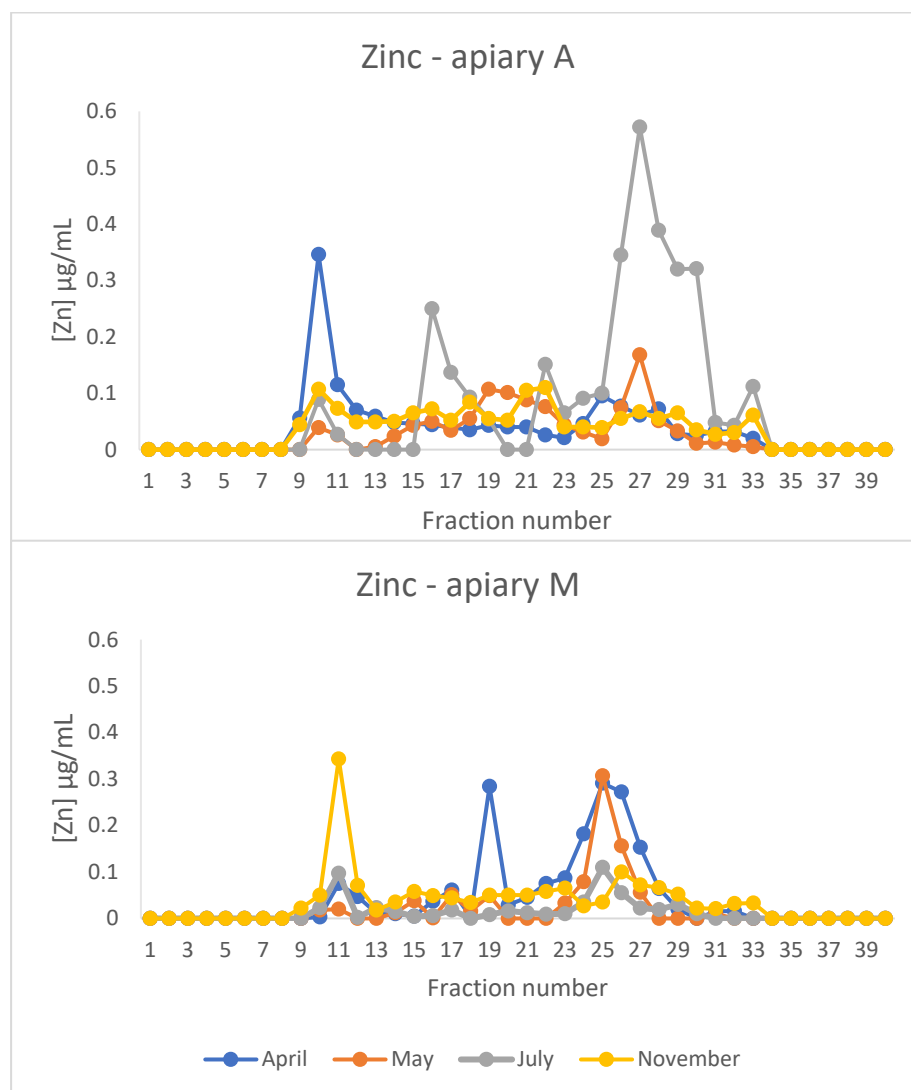 Zinc - apiary A
0.6
0.5
0.4
0.3
0.2
0.1
0
[Zn] µg/mL
1 3 5 7 9 11 13 15 17 19 21 23 25 27 29 31 33 35 37 39
Fraction number
Zinc - apiary M
0.6
0.5
0.4
0.3
0.2
0.1
0
[Zn] µg/mL
1 3 5 7 9 11 13 15 17 19 21 23 25 27 29 31 33 35 37 39
Fraction number
April May July November